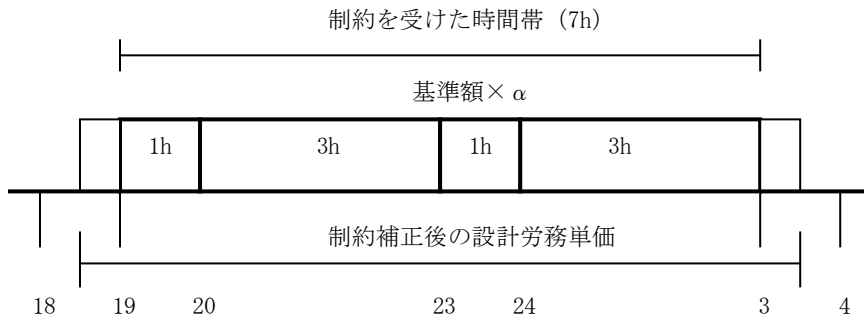 制約を受けた時間帯 (7h)
基準額×α
1h 3h 1h 3h
制約補正後の設計労務単価
18 19 20 23 24 3 4